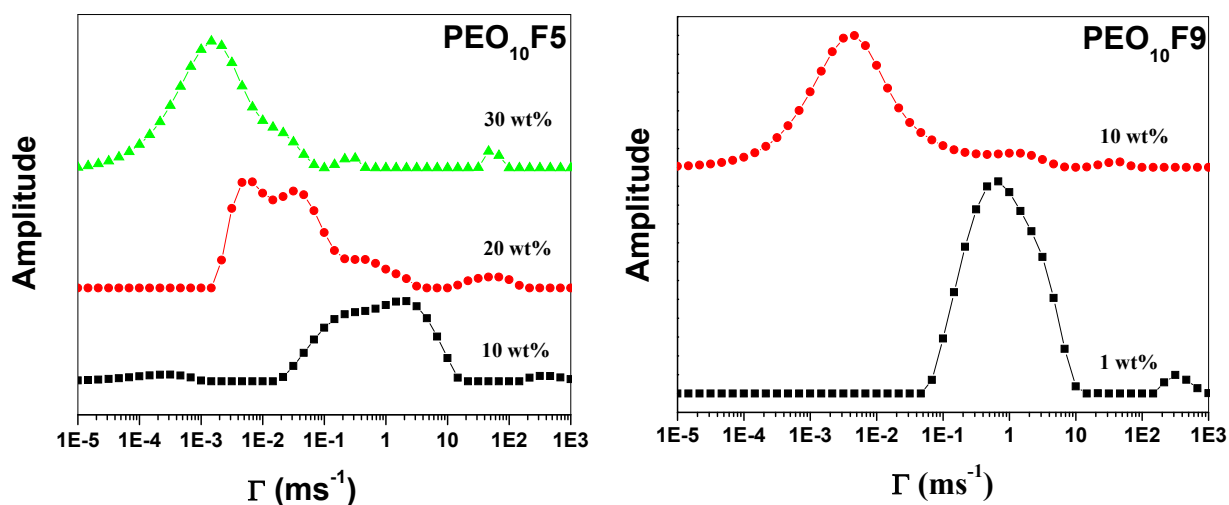 PEO₁₀F5
Amplitude
30 wt%
20 wt%
10 wt%
1E-5 1E-4 1E-3 1E-2 1E-1 1 10 1E2 1E3
Γ (ms⁻¹)
PEO₁₀F9
Amplitude
10 wt%
1 wt%
1E-5 1E-4 1E-3 1E-2 1E-1 1 10 1E2 1E3
Γ (ms⁻¹)